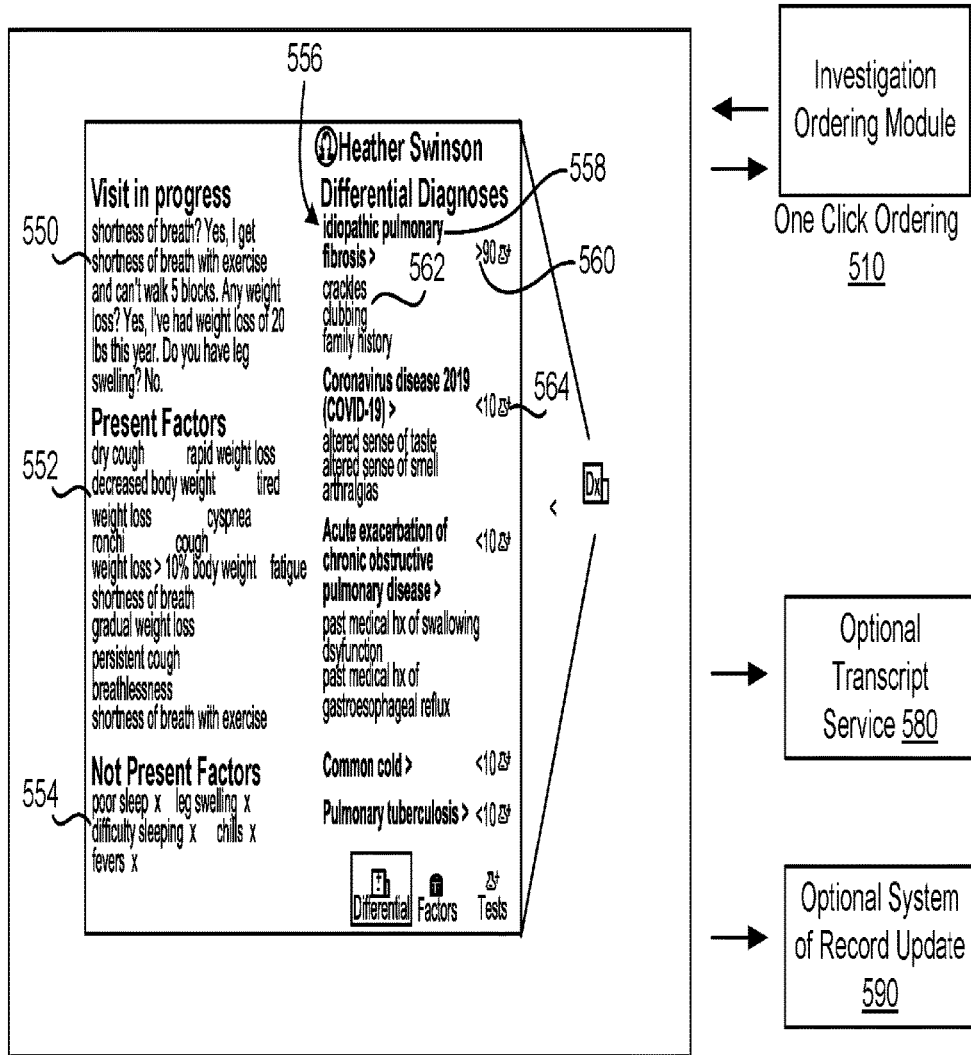 556
Heather Swinson
Visit in progress
550
shortness of breath? Yes, I get
shortness of breath with exercise
and can't walk 5 blocks. Any weight
loss? Yes, I've had weight loss of 20
lbs this year. Do you have leg
swelling? No.
Present Factors
552
dry cough rapid weight loss
decreased body weight tired
weight loss cyspnea
ronchi cough
weight loss > 10% body weight fatigue
shortness of breath
gradual weight loss
persistent cough
breathlessness
shortness of breath with exercise
Not Present Factors
554
poor sleep x leg swelling x
difficulty sleeping x chills x
fevers x
Differential Diagnoses
558
idiopathic pulmonary
fibrosis > >90
560
562
crackles
clubbing
family history
Coronavirus disease 2019
(COVID-19) > <10
564
altered sense of taste
altered sense of smell
arthralgias
Acute exacerbation of <10
chronic obstructive
pulmonary disease >
past medical hx of swallowing
dsyfunction
past medical hx of
gastroesophageal reflux
Common cold > <10
Pulmonary tuberculosis > <10
Differential Factors Tests
<
Dx
Investigation
Ordering Module
One Click Ordering
510
Optional
Transcript
Service 580
Optional System
of Record Update
590